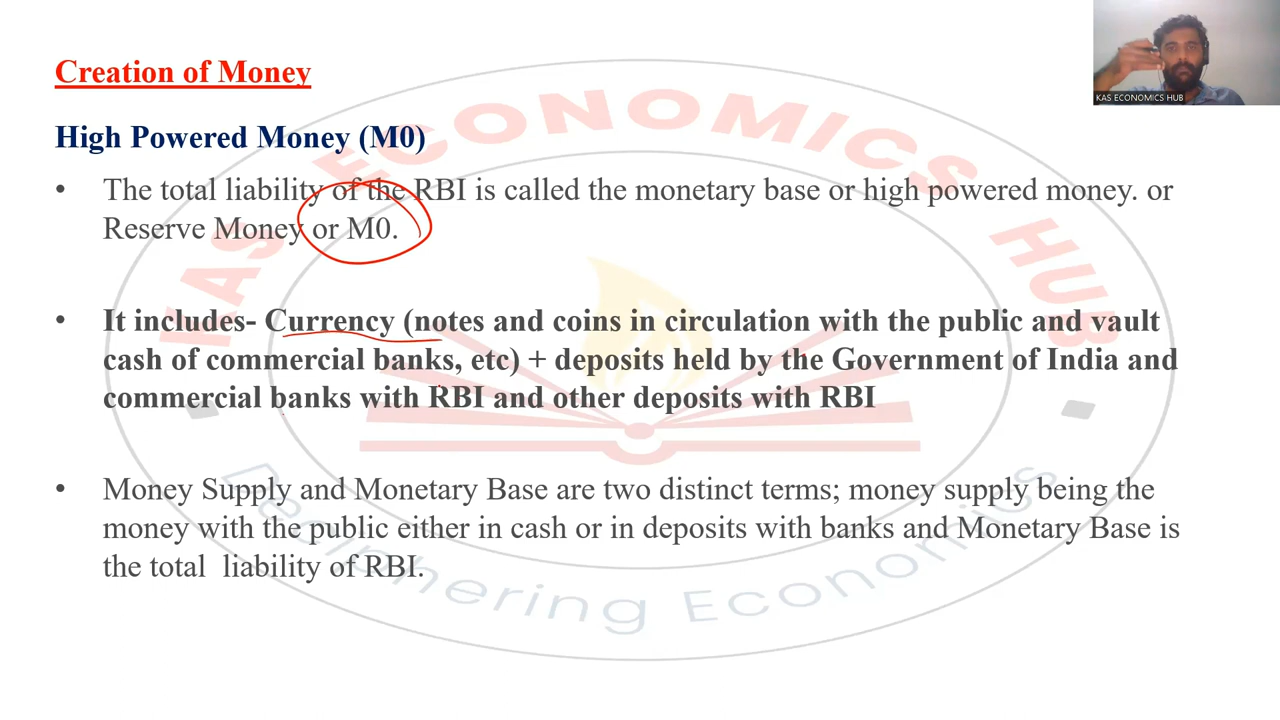 Creation of Money
KAS ECONOMICS HUB
High Powered Money (M0)
• The total liability of the RBI is called the monetary base or high powered money. or
Reserve Money or M0.
• It includes- Currency (notes and coins in circulation with the public and vault
cash of commercial banks, etc) + deposits held by the Government of India and
commercial banks with RBI and other deposits with RBI
• Money Supply and Monetary Base are two distinct terms; money supply being the
money with the public either in cash or in deposits with banks and Monetary Base is
the total liability of RBI.
KAS ECONOMICS HUB
Deciphering Economics